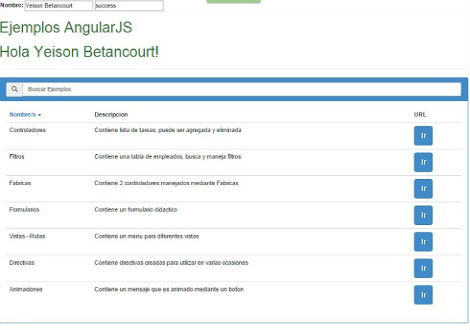 Nombre: Yeison Betancourt success
Ejemplos AngularJS
Hola Yeison Betancourt!
Buscar Ejemplos
Nombre/s Descripcion URL
Controladores Contiene lista de tareas, puede ser agregada y eliminada Ir
Filtros Contiene una tabla de empleados, busca y maneja filtros Ir
Fabricas Contiene 2 controladores manejados mediante Fabricas Ir
Formularios Contiene un formulario didactico Ir
Vistas - Rutas Contiene un menu para diferentes vistas Ir
Directivas Contiene directivas creadas para utilizar en varias ocasiones Ir
Animaciones Contiene un mensaje que es animado mediante un boton Ir